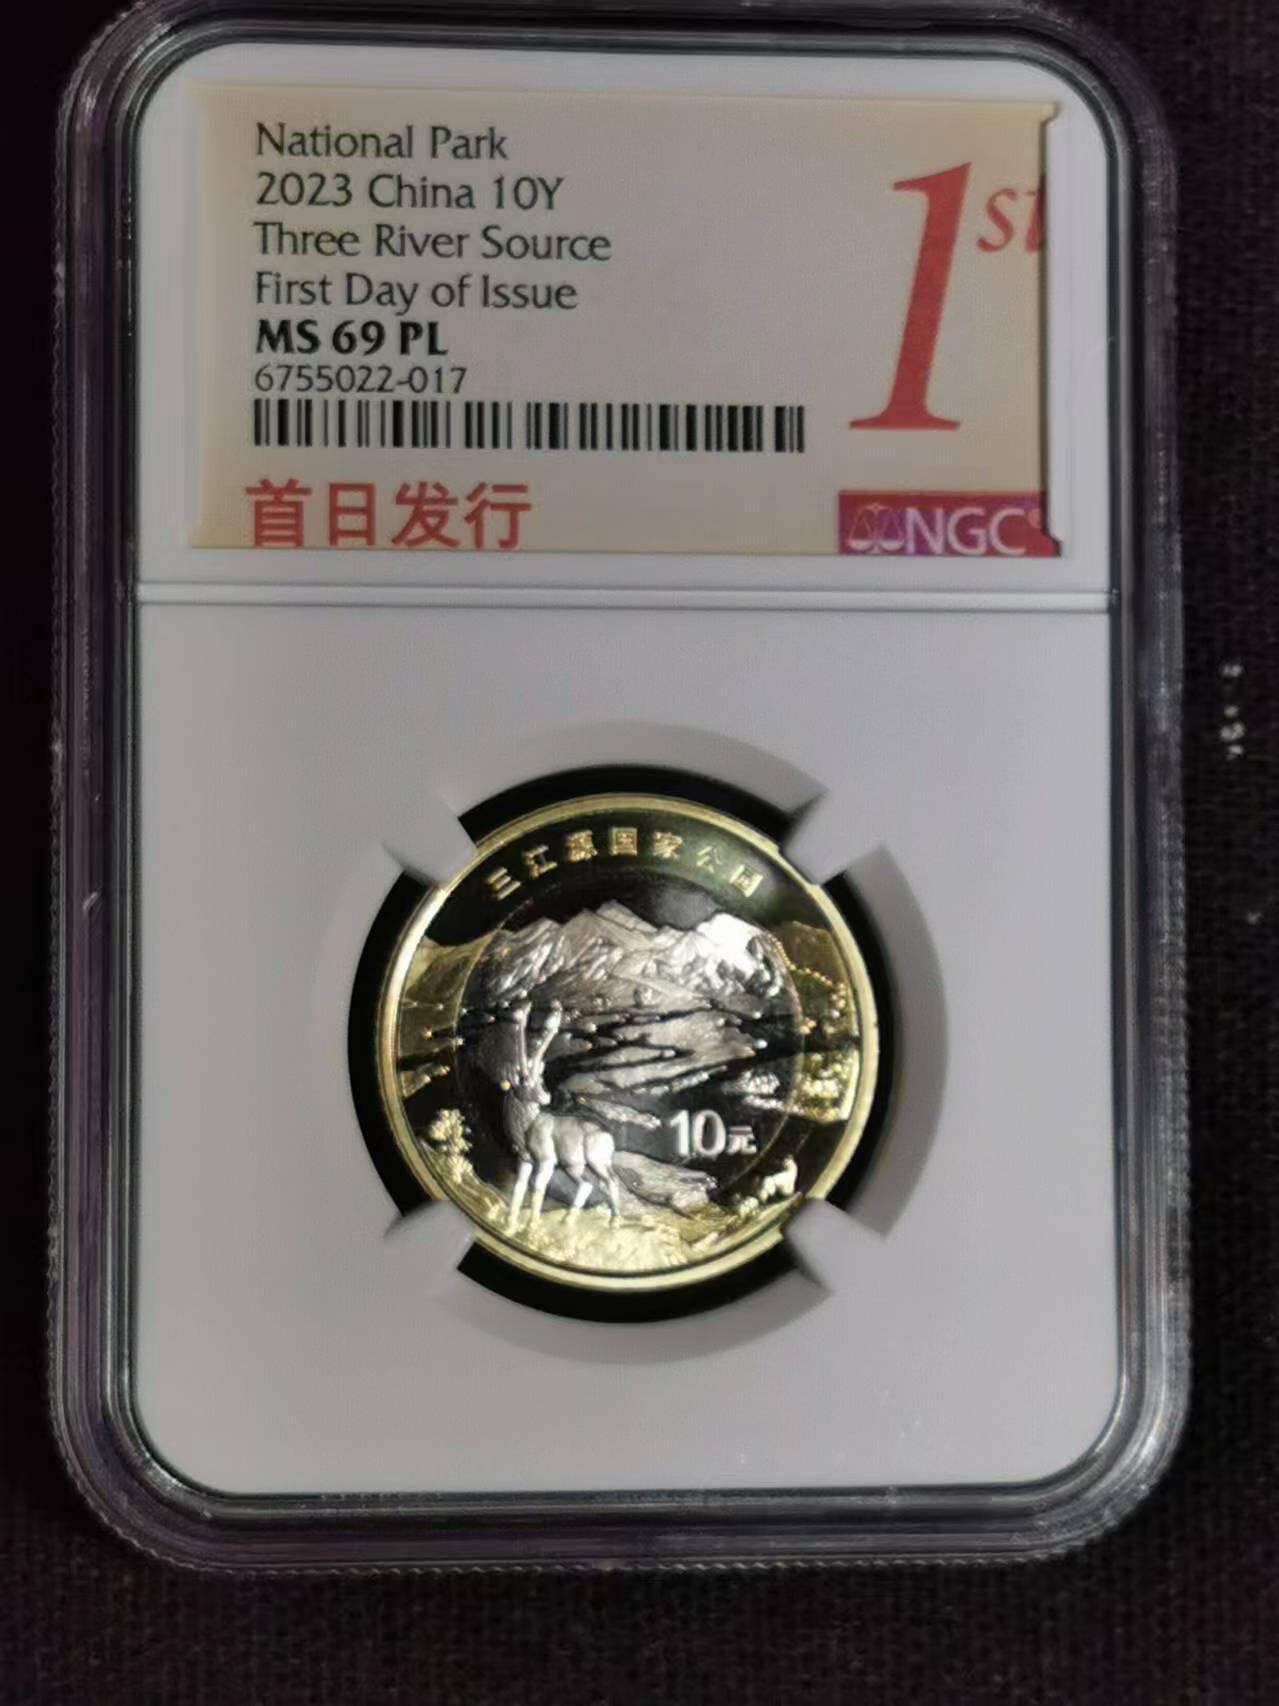 National Park
2023 China 10Y
Three River Source
First Day of Issue
MS 69 PL
6755022-017
1st
首日发行
NGC
三江源国家公园
10元